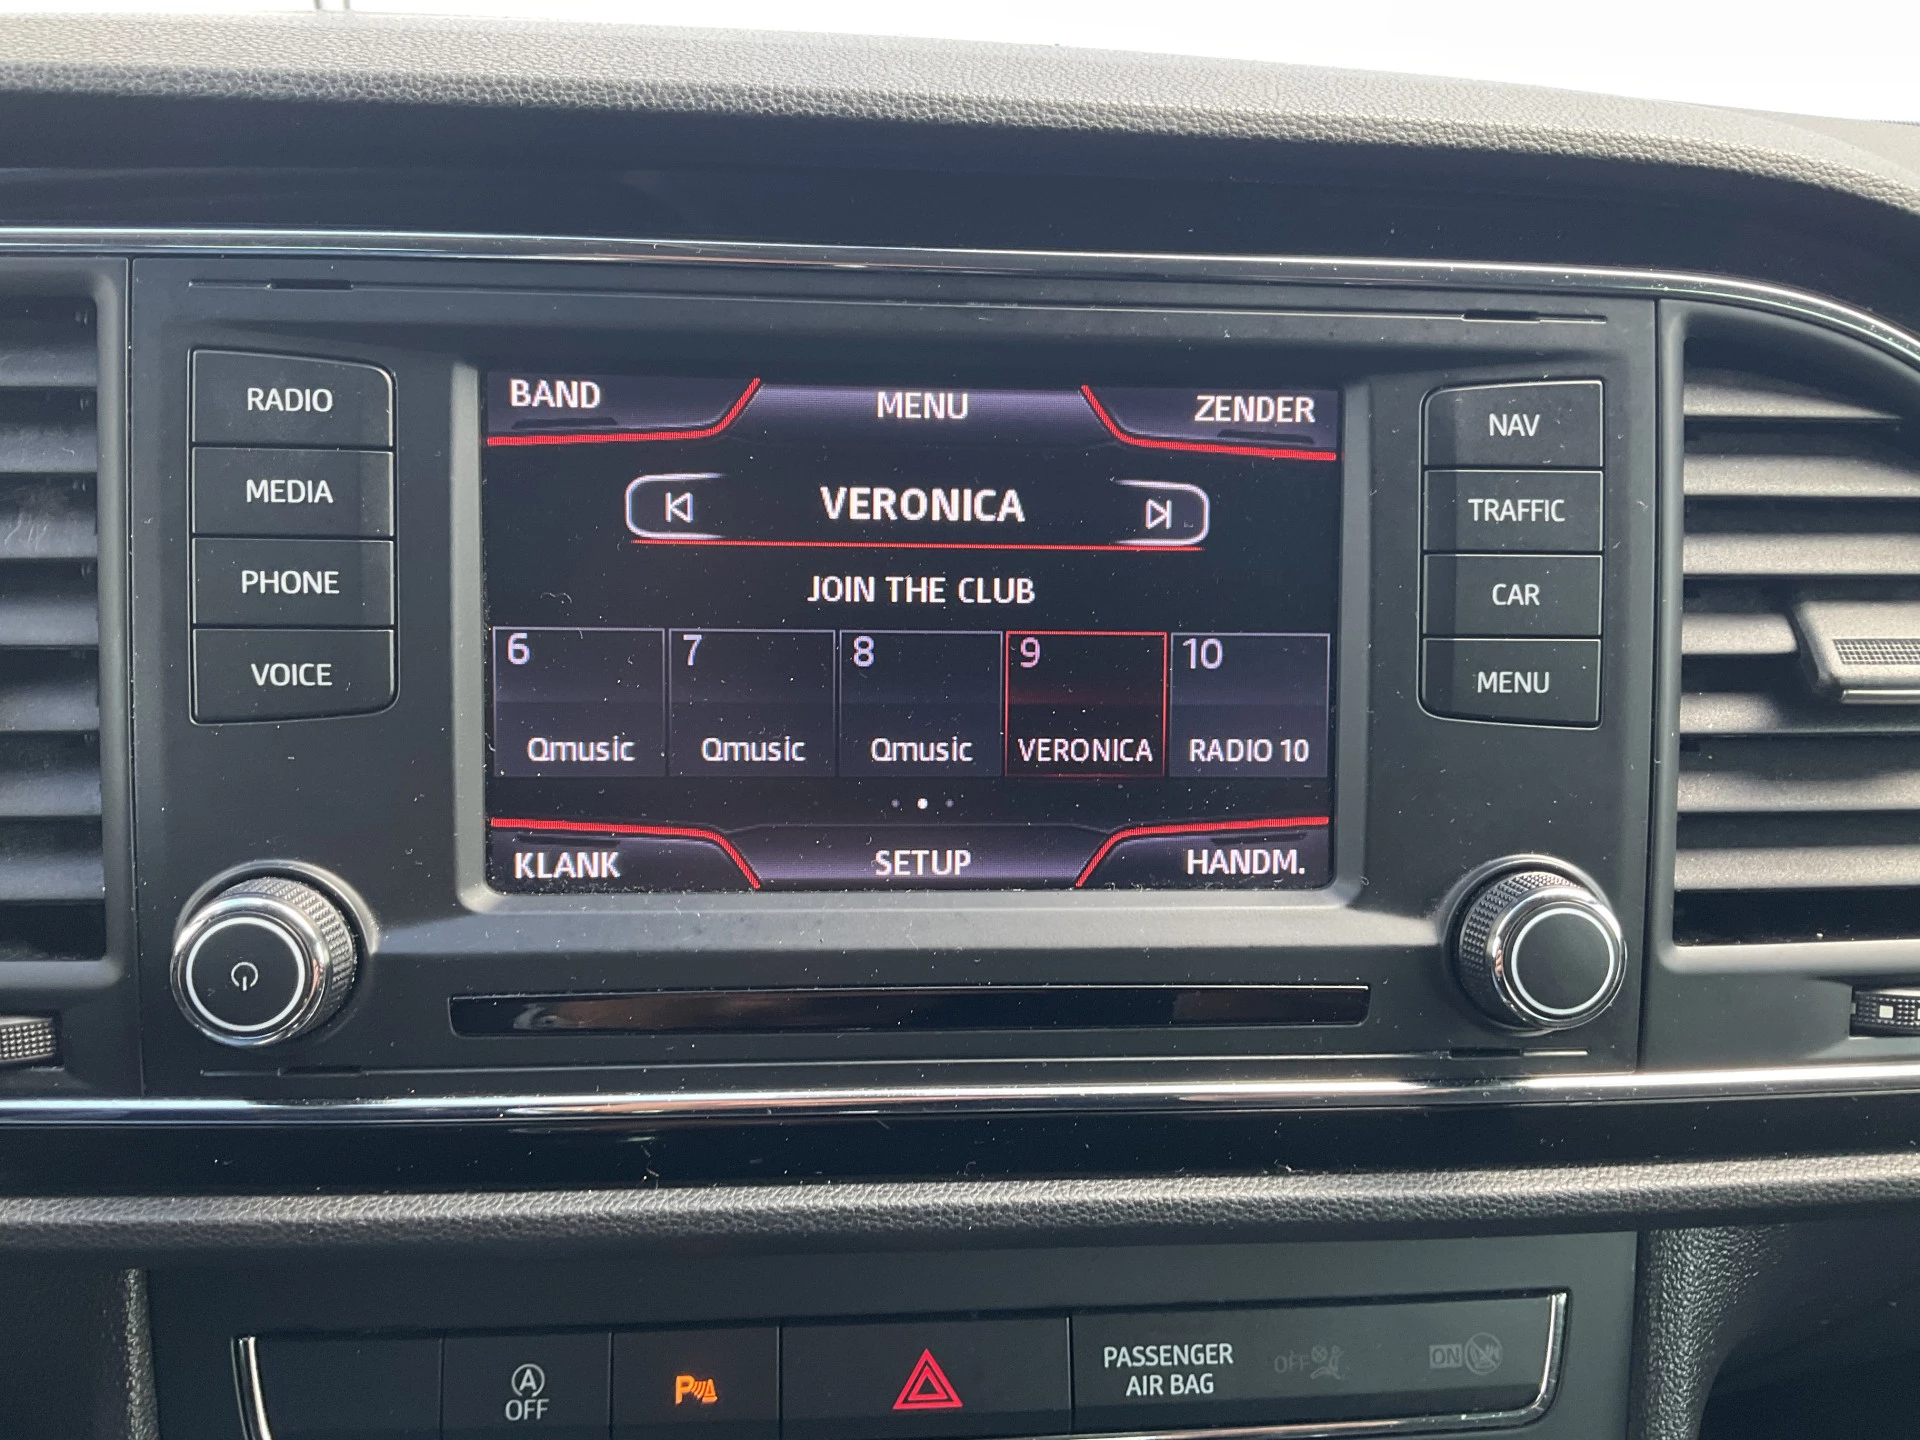 RADIO
MEDIA
PHONE
VOICE
BAND
MENU
ZENDER
VERONICA
JOIN THE CLUB
6
7
8
9
10
Qmusic
Qmusic
Qmusic
VERONICA
RADIO 10
KLANK
SETUP
HANDM.
NAV
TRAFFIC
CAR
MENU
A
OFF
P
PASSENGER
AIR BAG
OFF
ON